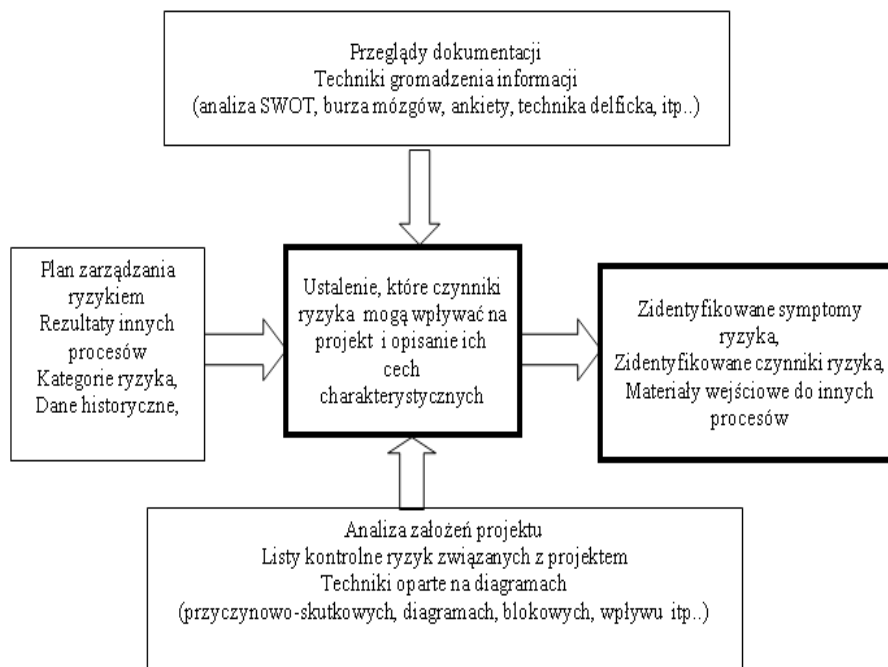 Przeglądy dokumentacji
Techniki gromadzenia informacji
(analiza SWOT, burza mózgów, ankiety, technika delficka, itp..)
Plan zarządzania
ryzykiem
Rezultaty innych
procesów
Kategorie ryzyka,
Dane historyczne,
Ustalenie, które czynniki
ryzyka mogą wpływać na
projekt i opisanie ich
cech
charakterystycznych
Zidentyfikowane symptomy
ryzyka,
Zidentyfikowane czynniki ryzyka,
Materiały wejściowe do innych
procesów
Analiza założeń projektu
Listy kontrolne ryzyk związanych z projektem
Techniki oparte na diagramach
(przyczynowo-skutkowych, diagramach, blokowych, wpływu itp..)